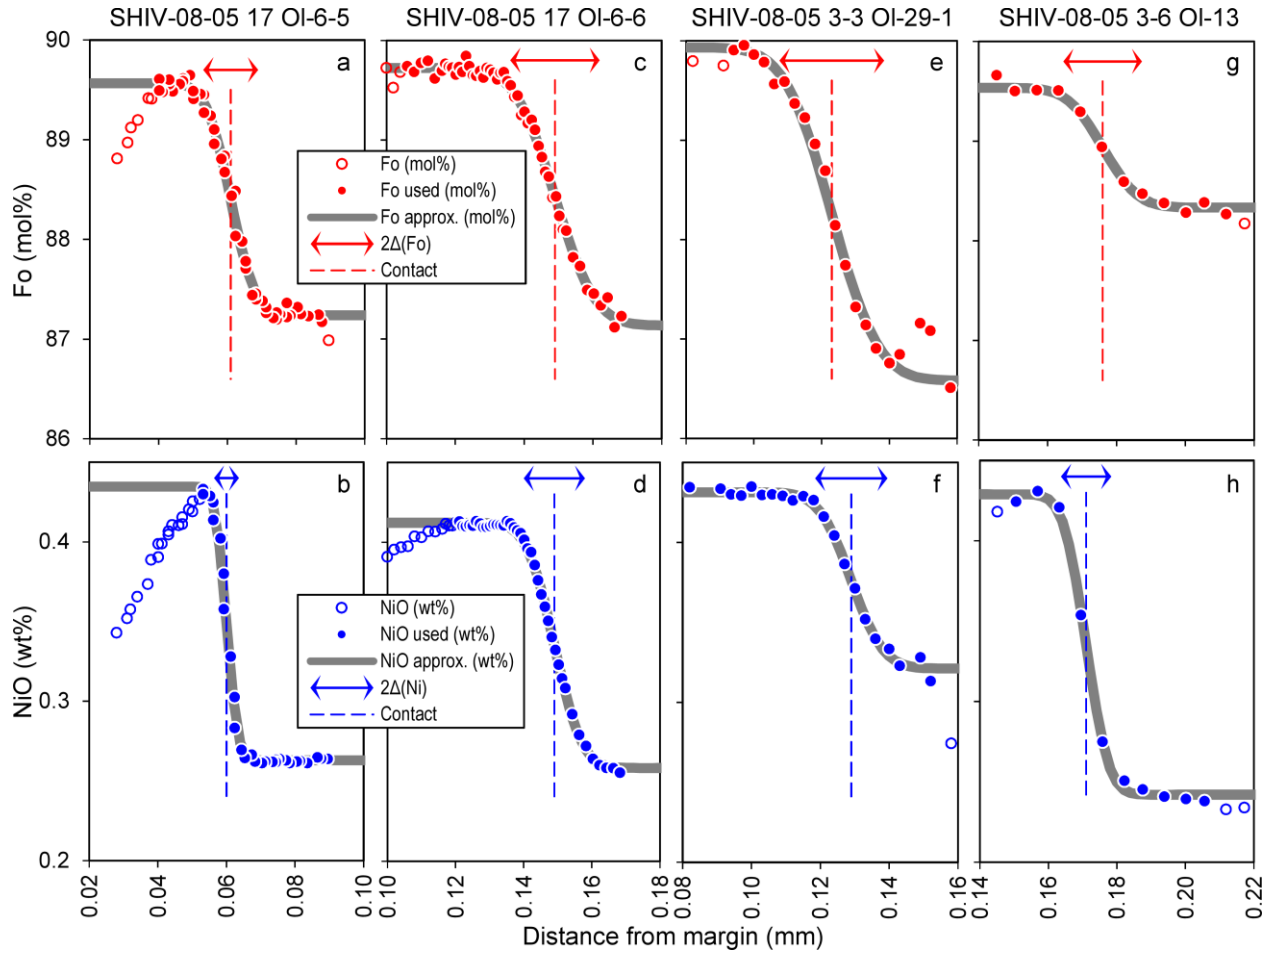 SHIV-08-05 17 Ol-6-5
SHIV-08-05 17 Ol-6-6
SHIV-08-05 3-3 Ol-29-1
SHIV-08-05 3-6 Ol-13
90
89
88
87
86
Fo (mol%)
a
c
e
g
Fo (mol%)
Fo used (mol%)
Fo approx. (mol%)
2Δ(Fo)
Contact
0.4
0.3
0.2
NiO (wt%)
b
d
f
h
NiO (wt%)
NiO used (wt%)
NiO approx. (wt%)
2Δ(Ni)
Contact
0.02
0.04
0.06
0.08
0.10
0.10
0.12
0.14
0.16
0.18
0.08
0.10
0.12
0.14
0.16
0.14
0.16
0.18
0.20
0.22
Distance from margin (mm)